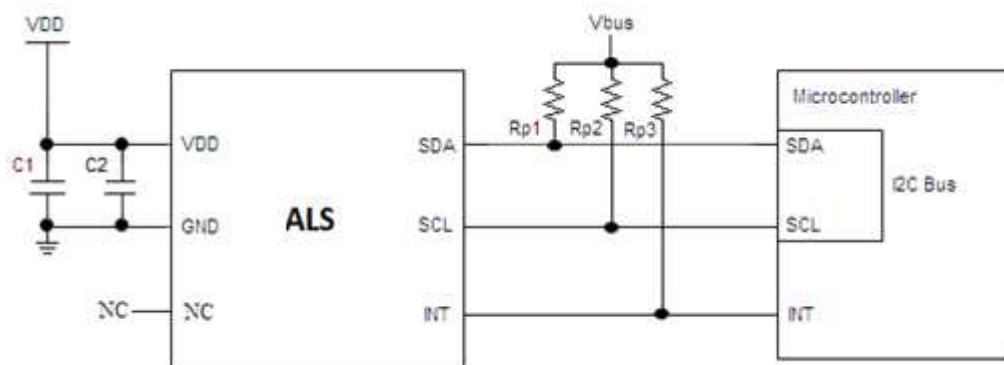 VDD
Vbus
Microcontroller
Rp1 Rp2 Rp3
C1 C2 VDD SDA SDA
I2C Bus
ALS
GND SCL SCL
NC NC INT INT